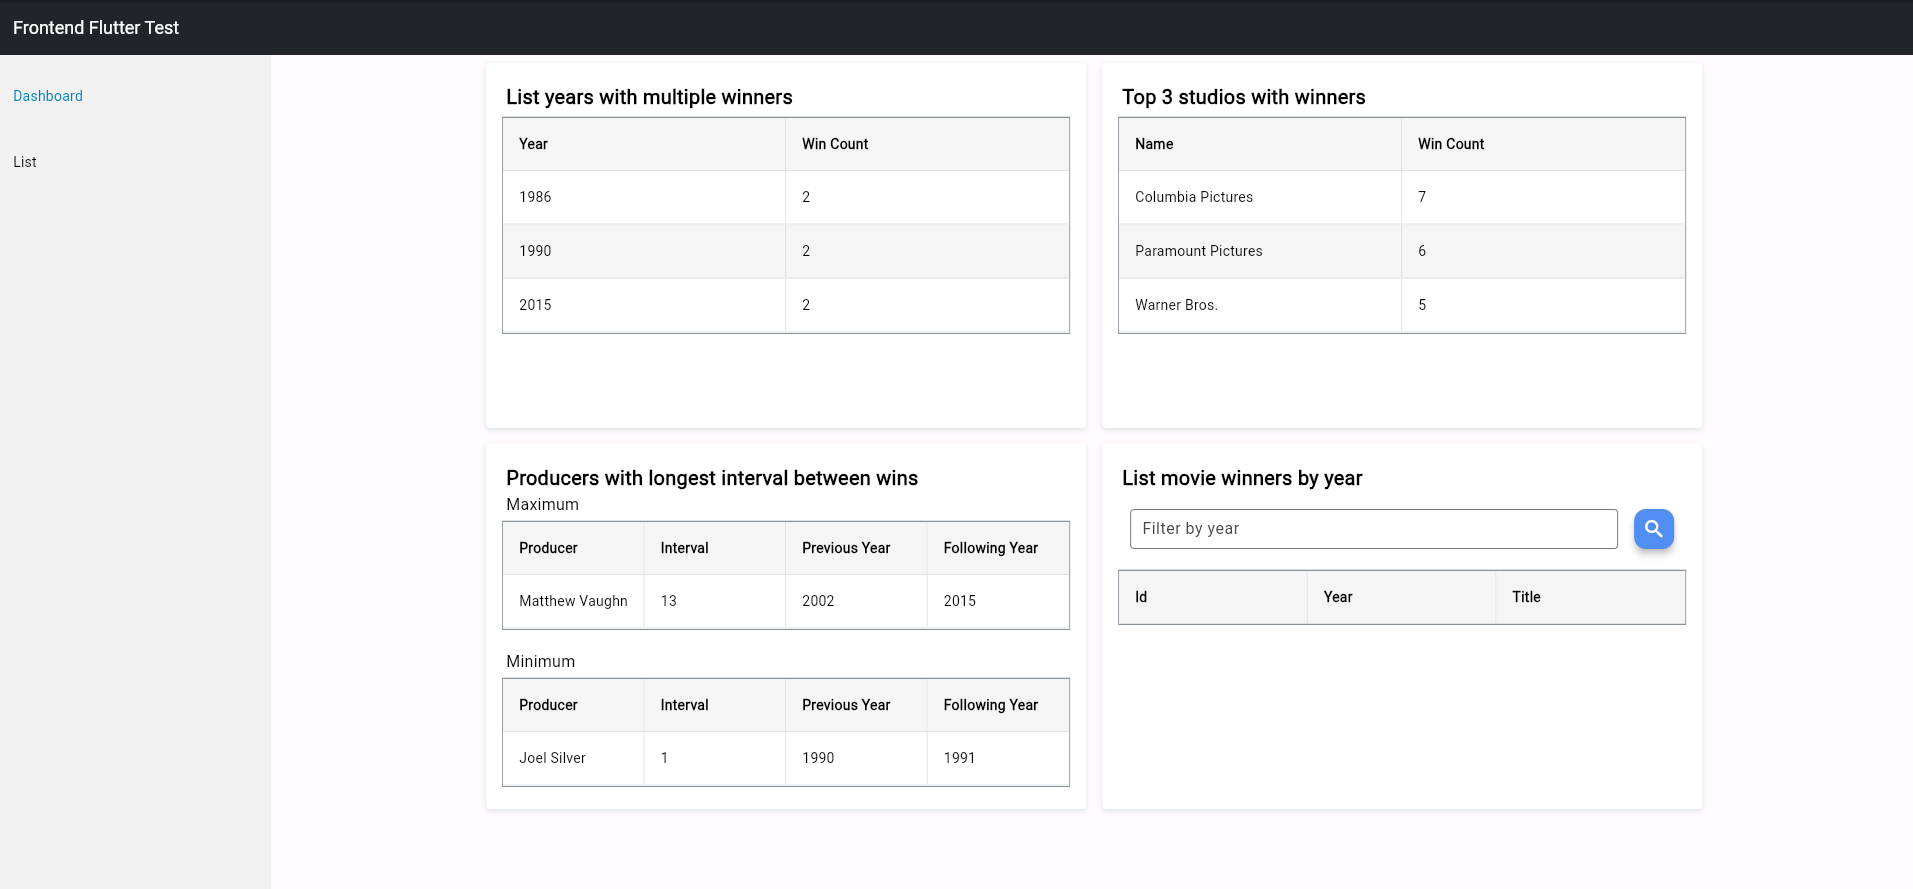 Frontend Flutter Test
Dashboard
List
List years with multiple winners
Year Win Count
1986 2
1990 2
2015 2
Top 3 studios with winners
Name Win Count
Columbia Pictures 7
Paramount Pictures 6
Warner Bros. 5
Producers with longest interval between wins
Maximum
Producer Interval Previous Year Following Year
Matthew Vaughn 13 2002 2015
Minimum
Producer Interval Previous Year Following Year
Joel Silver 1 1990 1991
List movie winners by year
Filter by year
Id Year Title